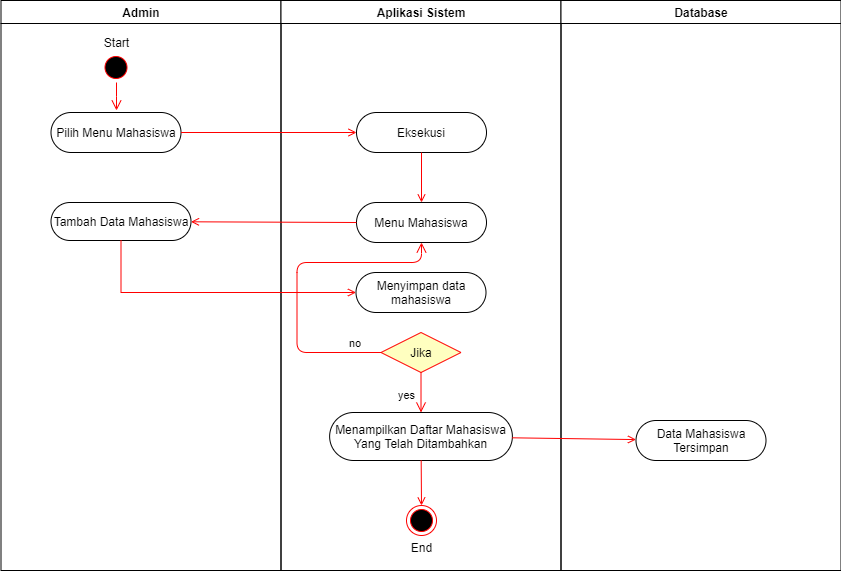 Admin
Aplikasi Sistem
Database
Start
Pilih Menu Mahasiswa
Eksekusi
Tambah Data Mahasiswa
Menu Mahasiswa
Menyimpan data
mahasiswa
no
Jika
yes
Menampilkan Daftar Mahasiswa
Yang Telah Ditambahkan
Data Mahasiswa
Tersimpan
End